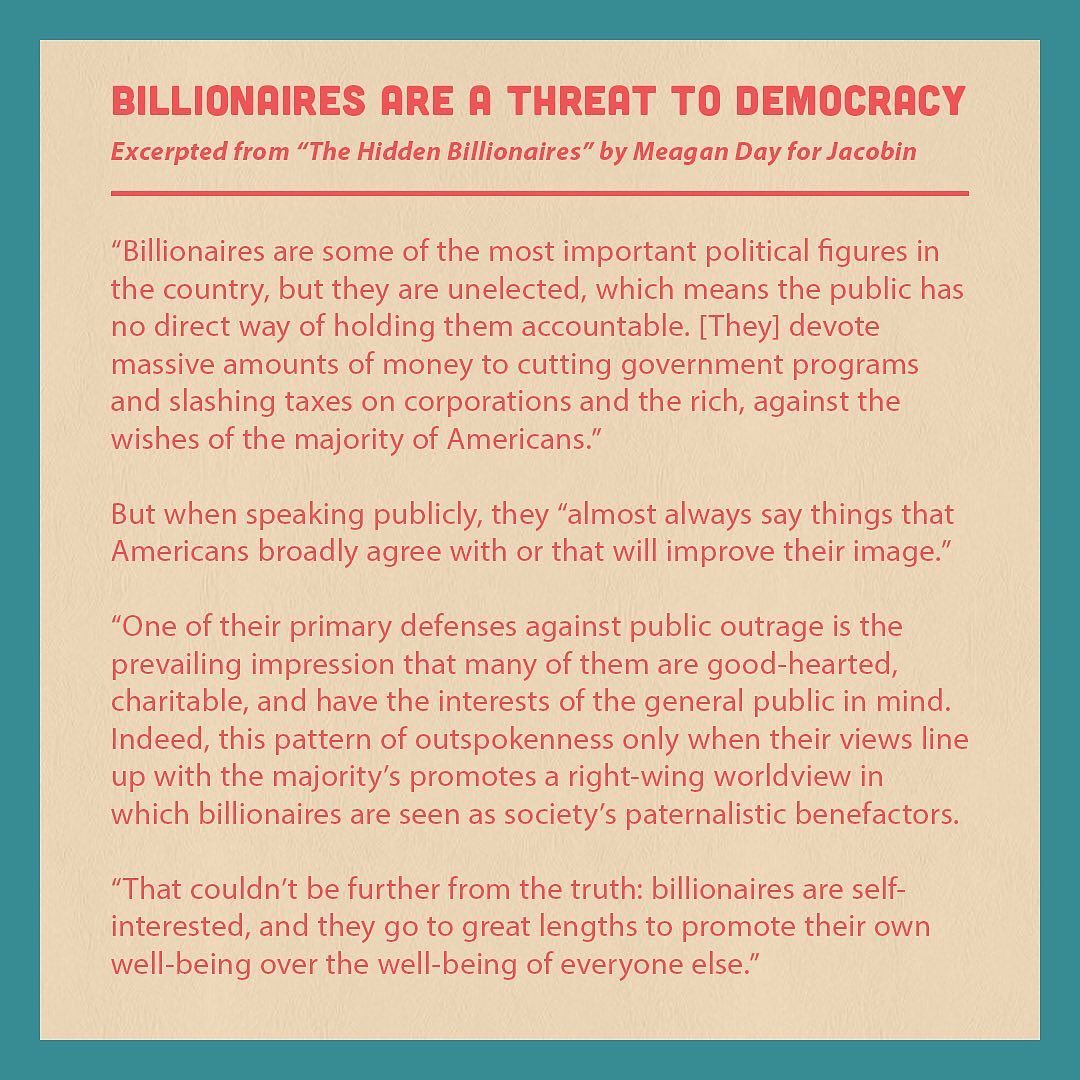 BILLIONAIRES ARE A THREAT TO DEMOCRACY
Excerpted from “The Hidden Billionaires” by Meagan Day for Jacobin
“Billionaires are some of the most important political figures in
the country, but they are unelected, which means the public has
no direct way of holding them accountable. [They] devote
massive amounts of money to cutting government programs
and slashing taxes on corporations and the rich, against the
wishes of the majority of Americans.”
But when speaking publicly, they “almost always say things that
Americans broadly agree with or that will improve their image.”
“One of their primary defenses against public outrage is the
prevailing impression that many of them are good-hearted,
charitable, and have the interests of the general public in mind.
Indeed, this pattern of outspokenness only when their views line
up with the majority’s promotes a right-wing worldview in
which billionaires are seen as society’s paternalistic benefactors.
“That couldn’t be further from the truth: billionaires are self-
interested, and they go to great lengths to promote their own
well-being over the well-being of everyone else.”